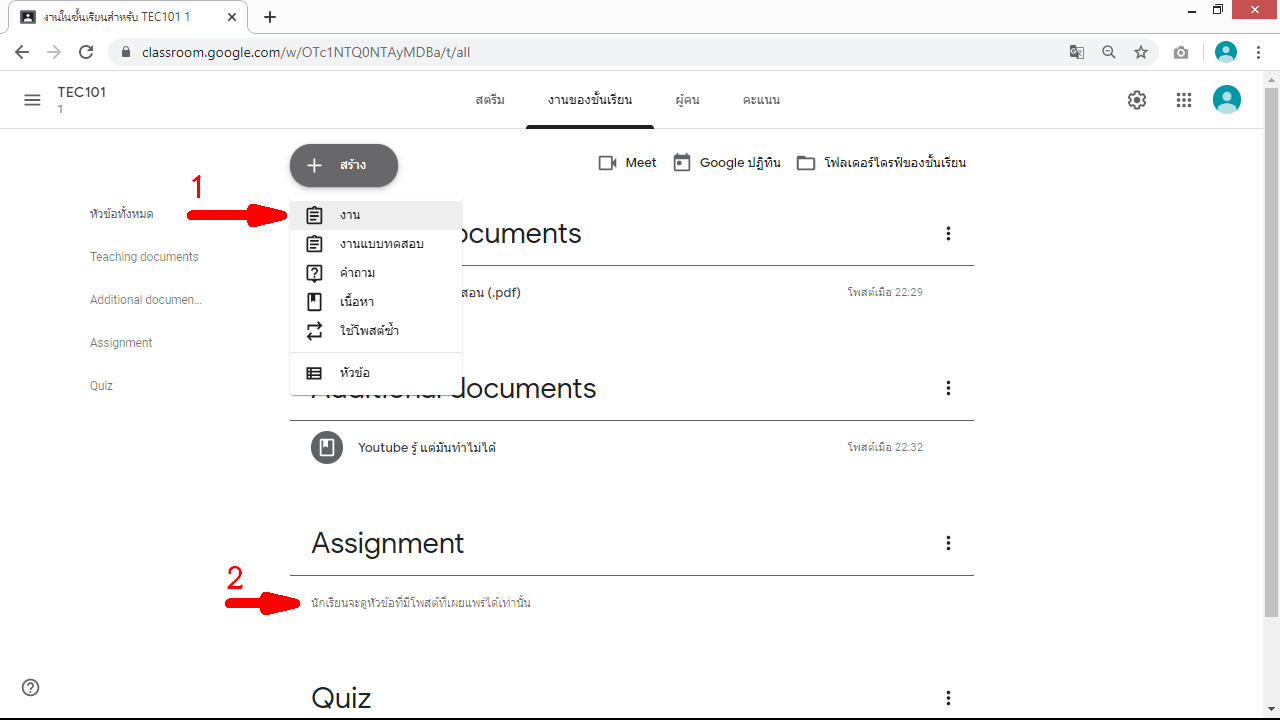 งานในชั้นเรียนสำหรับ TEC101 1
classroom.google.com/w/OTc1NTQ0NTAyMDBa/t/all
TEC101
1
สตรีม งานของชั้นเรียน ผู้คน คะแนน
สร้าง
Meet Google ปฏิทิน โฟลเดอร์ไดรฟ์ของชั้นเรียน
1
หัวข้อทั้งหมด
Teaching documents
Additional documen...
Assignment
Quiz
งาน
งานแบบทดสอบ
คำถาม
เนื้อหา
ใช้โพสต์ซ้ำ
หัวข้อ
ocuments
สอน (.pdf) โพสต์เมื่อ 22:29
Additional documents
Youtube รู้ แต่มันทำไม่ได้ โพสต์เมื่อ 22:32
Assignment
2
นักเรียนจะดูหัวข้อที่มีโพสต์ที่เผยแพร่ได้เท่านั้น
Quiz